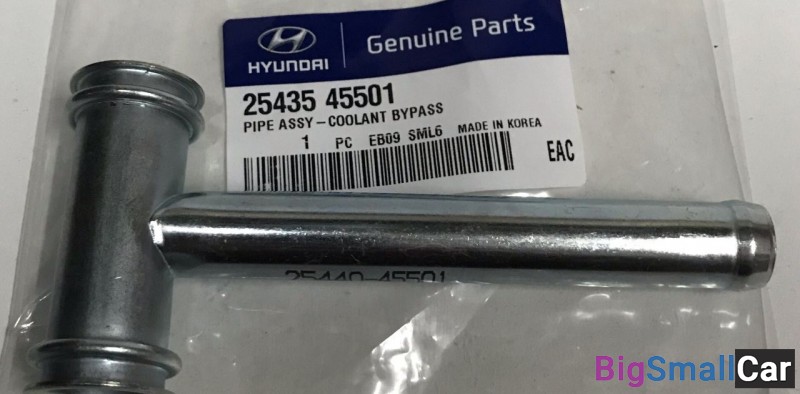 HYUNDAI
Genuine Parts
25435 45501
PIPE ASSY-COOLANT BYPASS
1 PC EB09 SML6 MADE IN KOREA
EAC
25440-45501
BigSmallCar